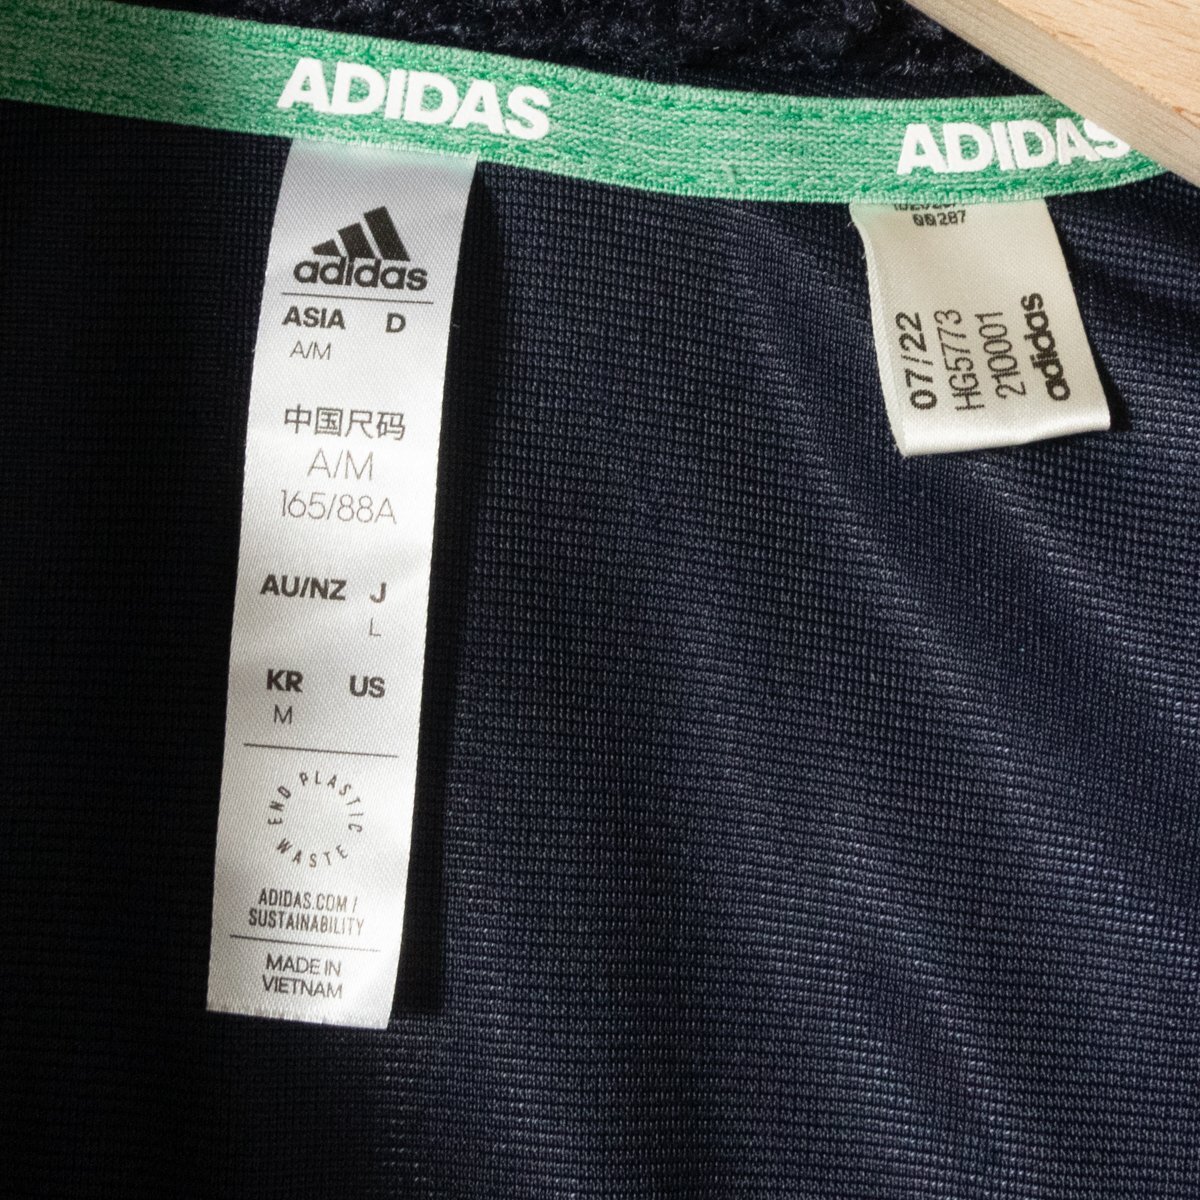 ADIDAS
ADIDAS
adidas
ASIA D
A/M
中国尺码
A/M
165/88A
AU/NZ J
L
KR US
M
END PLASTIC WASTE
ADIDAS.COM /
SUSTAINABILITY
MADE IN
VIETNAM
00287
07/22
HG5773
210001
adidas